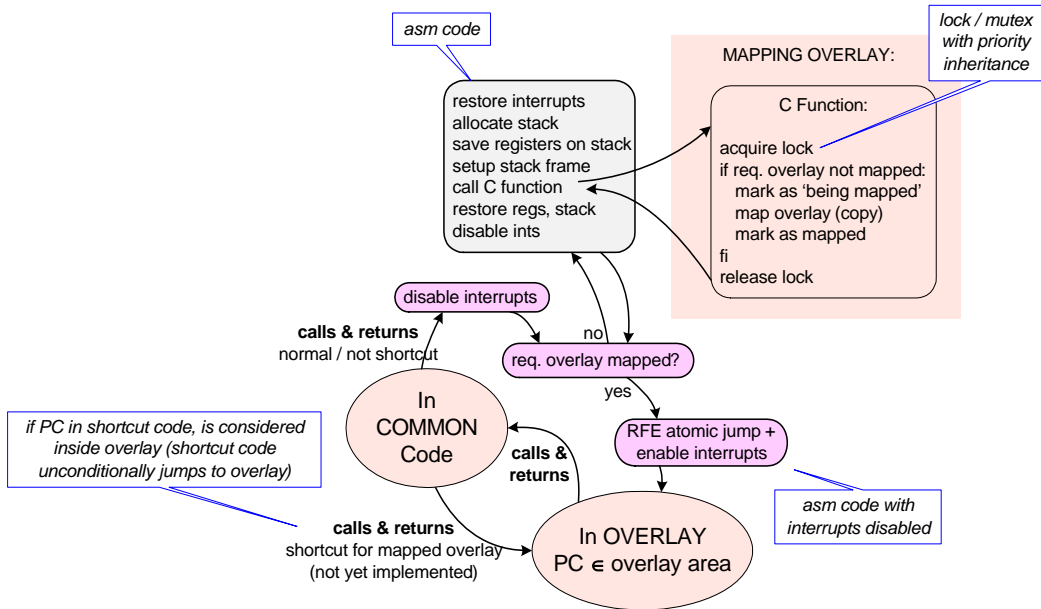 asm code
lock / mutex
with priority
inheritance
MAPPING OVERLAY:
restore interrupts
allocate stack
save registers on stack
setup stack frame
call C function
restore regs, stack
disable ints
C Function:
acquire lock
if req. overlay not mapped:
mark as ‘being mapped’
map overlay (copy)
mark as mapped
fi
release lock
disable interrupts
calls & returns
normal / not shortcut
no
req. overlay mapped?
yes
In
COMMON
Code
if PC in shortcut code, is considered
inside overlay (shortcut code
unconditionally jumps to overlay)
RFE atomic jump +
enable interrupts
calls &
returns
asm code with
interrupts disabled
calls & returns
shortcut for mapped overlay
(not yet implemented)
In OVERLAY
PC ∈ overlay area